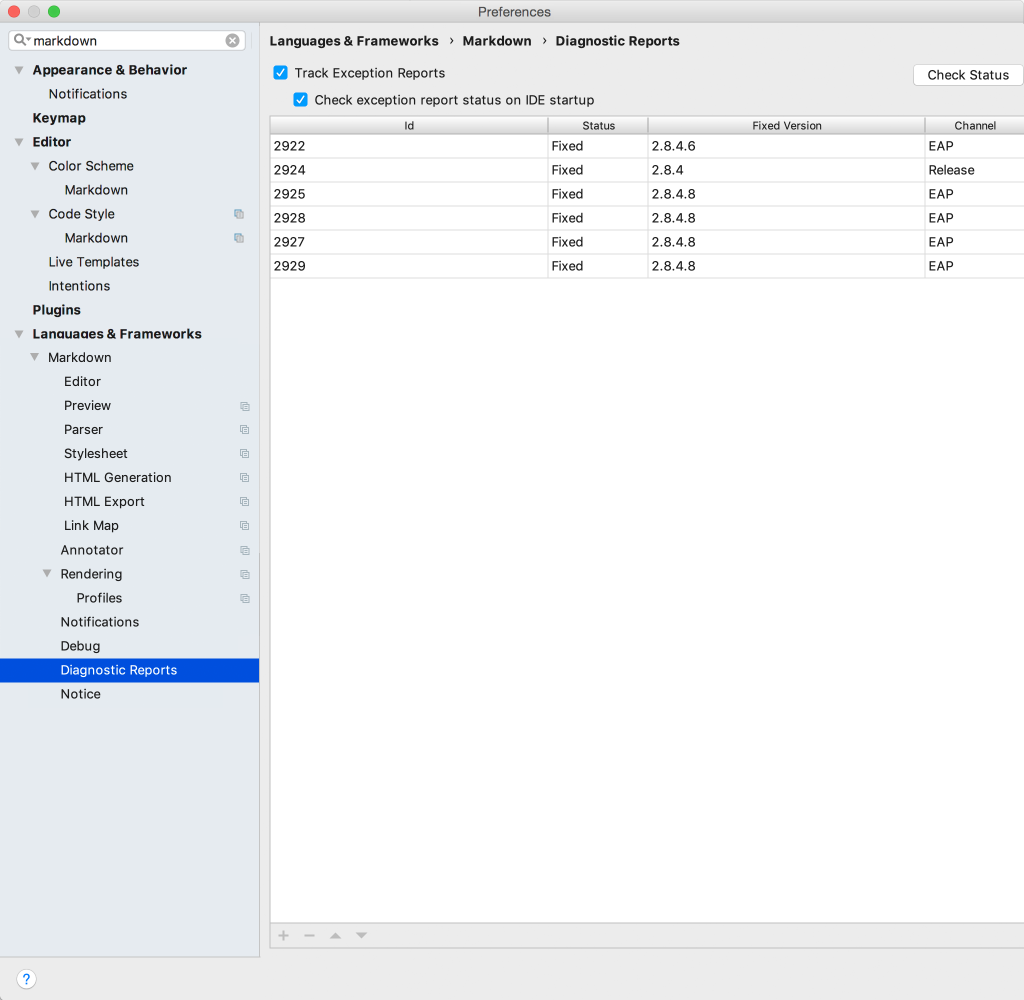 Preferences
markdown
Appearance & Behavior
Notifications
Keymap
Editor
Color Scheme
Markdown
Code Style
Markdown
Live Templates
Intentions
Plugins
Languages & Frameworks
Markdown
Editor
Preview
Parser
Stylesheet
HTML Generation
HTML Export
Link Map
Annotator
Rendering
Profiles
Notifications
Debug
Diagnostic Reports
Notice
?
Languages & Frameworks › Markdown › Diagnostic Reports
Track Exception Reports
Check Status
Check exception report status on IDE startup
Id Status Fixed Version Channel
2922 Fixed 2.8.4.6 EAP
2924 Fixed 2.8.4 Release
2925 Fixed 2.8.4.8 EAP
2928 Fixed 2.8.4.8 EAP
2927 Fixed 2.8.4.8 EAP
2929 Fixed 2.8.4.8 EAP